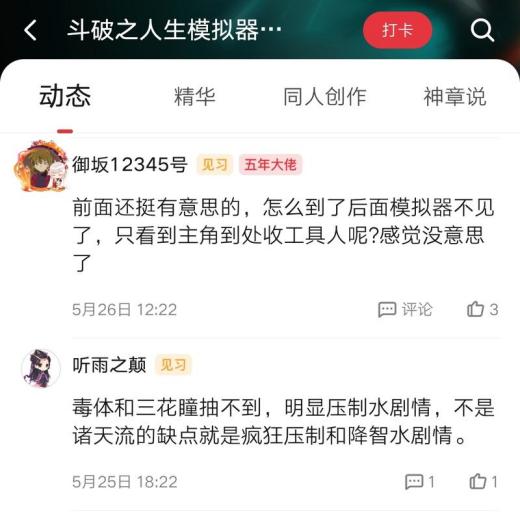 斗破之人生模拟器…
打卡
动态
精华
同人创作
神章说
御坂12345号
见习
五年大佬
前面还挺有意思的，怎么到了后面模拟器不见
了，只看到主角到处收工具人呢?感觉没意思
了
5月26日 12:22
评论
3
听雨之颠
见习
毒体和三花瞳抽不到，明显压制水剧情，不是
诸天流的缺点就是疯狂压制和降智水剧情。
5月25日 18:22
1
1